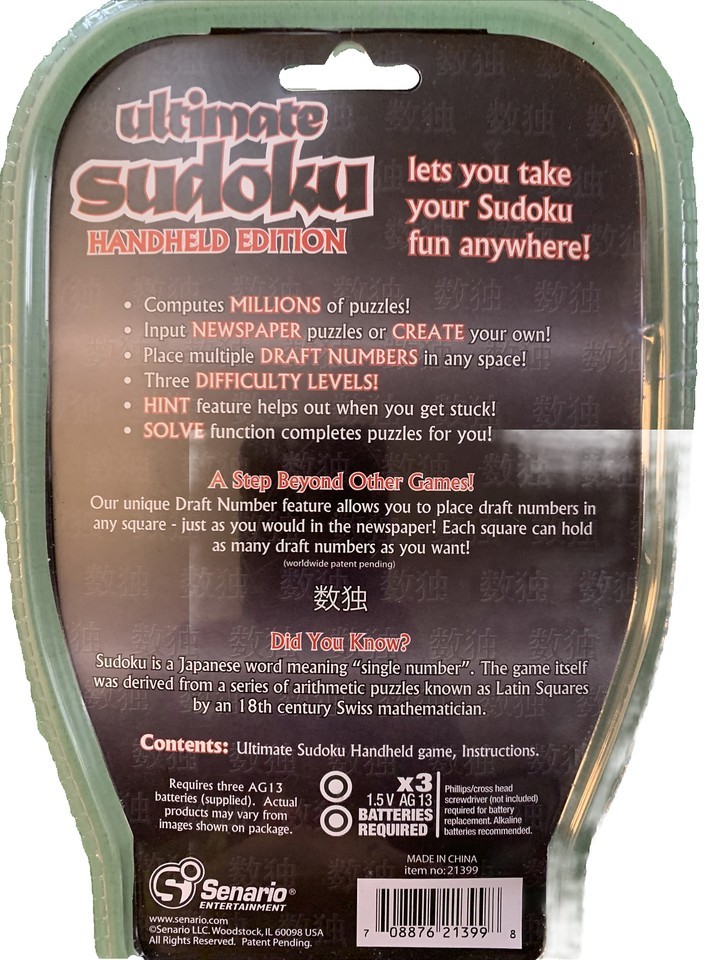 ultimate
sudoku
HANDHELD EDITION
lets you take
your Sudoku
fun anywhere!
• Computes MILLIONS of puzzles!
• Input NEWSPAPER puzzles or CREATE your own!
• Place multiple DRAFT NUMBERS in any space!
• Three DIFFICULTY LEVELS!
• HINT feature helps out when you get stuck!
• SOLVE function completes puzzles for you!
A Step Beyond Other Games!
Our unique Draft Number feature allows you to place draft numbers in
any square - just as you would in the newspaper! Each square can hold
as many draft numbers as you want!
(worldwide patent pending)
数独
Did You Know?
Sudoku is a Japanese word meaning “single number”. The game itself
was derived from a series of arithmetic puzzles known as Latin Squares
by an 18th century Swiss mathematician.
Contents: Ultimate Sudoku Handheld game, Instructions.
Requires three AG13
batteries (supplied). Actual
products may vary from
images shown on package.
x3
1.5 V AG 13
BATTERIES
REQUIRED
Phillips/cross head
screwdriver (not included)
required for battery
replacement. Alkaline
batteries recommended.
Senario®
ENTERTAINMENT
www.senario.com
©Senario LLC. Woodstock, IL 60098 USA
All Rights Reserved. Patent Pending.
MADE IN CHINA
item no: 21399
7 08876 21399 8